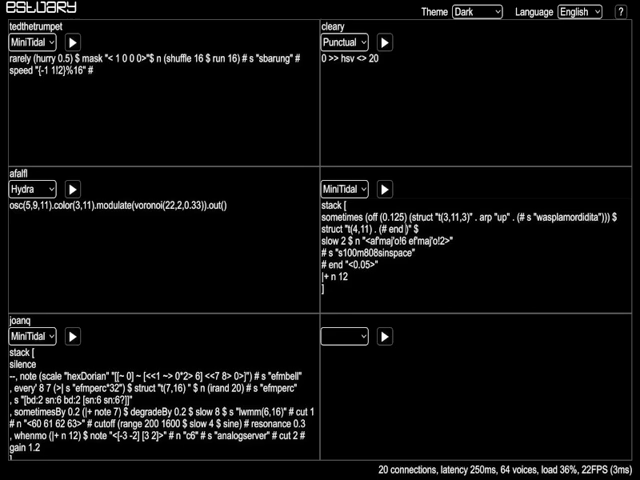 estuary
Theme Dark Language English ?
tedthetrumpet
MiniTidal
rarely (hurry 0.5) $ mask "< 1 0 0 0>"$ n (shuffle 16 $ run 16) # s "sbarung" #
speed "{-1 1!2}%16" #
cleary
Punctual
0 >> hsv <> 20
afalfl
Hydra
osc(5,9,11).color(3,11).modulate(voronoi(22,2,0.33)).out()
MiniTidal
stack [
sometimes (off (0.125) (struct "t(3,11,3)" . arp "up" . (# s "wasplamordidita"))) $
struct "t(4,11) . (# end )" $
slow 2 $ n "<af'maj'o!6 ef'maj'o!2>"
# s "s100m808sinspace"
# end "<0.05>"
|+ n 12
]
joanq
MiniTidal
stack [
silence
--, note (scale "hexDorian" "[[~ 0] ~ [<<1 ~> 0*2> 6] <<7 8> 0>]") # s "efmbell"
, every' 8 7 (>| s "efmperc*32") $ struct "t(7,16) " $ n (irand 20) # s "efmperc"
, s "[bd:2 sn:6 bd:2 [sn:6 sn:6?]]"
, sometimesBy 0.2 (|+ note 7) $ degradeBy 0.2 $ slow 8 $ s "lwmm(6,16)" # cut 1
# n "<60 61 62 63>" # cutoff (range 200 1600 $ slow 4 $ sine) # resonance 0.3
, whenmo (|+ n 12) $ note "<[-3 -2] [3 2]>" # n "c6" # s "analogserver" # cut 2 #
gain 1.2
]
20 connections, latency 250ms, 64 voices, load 36%, 22FPS (3ms)